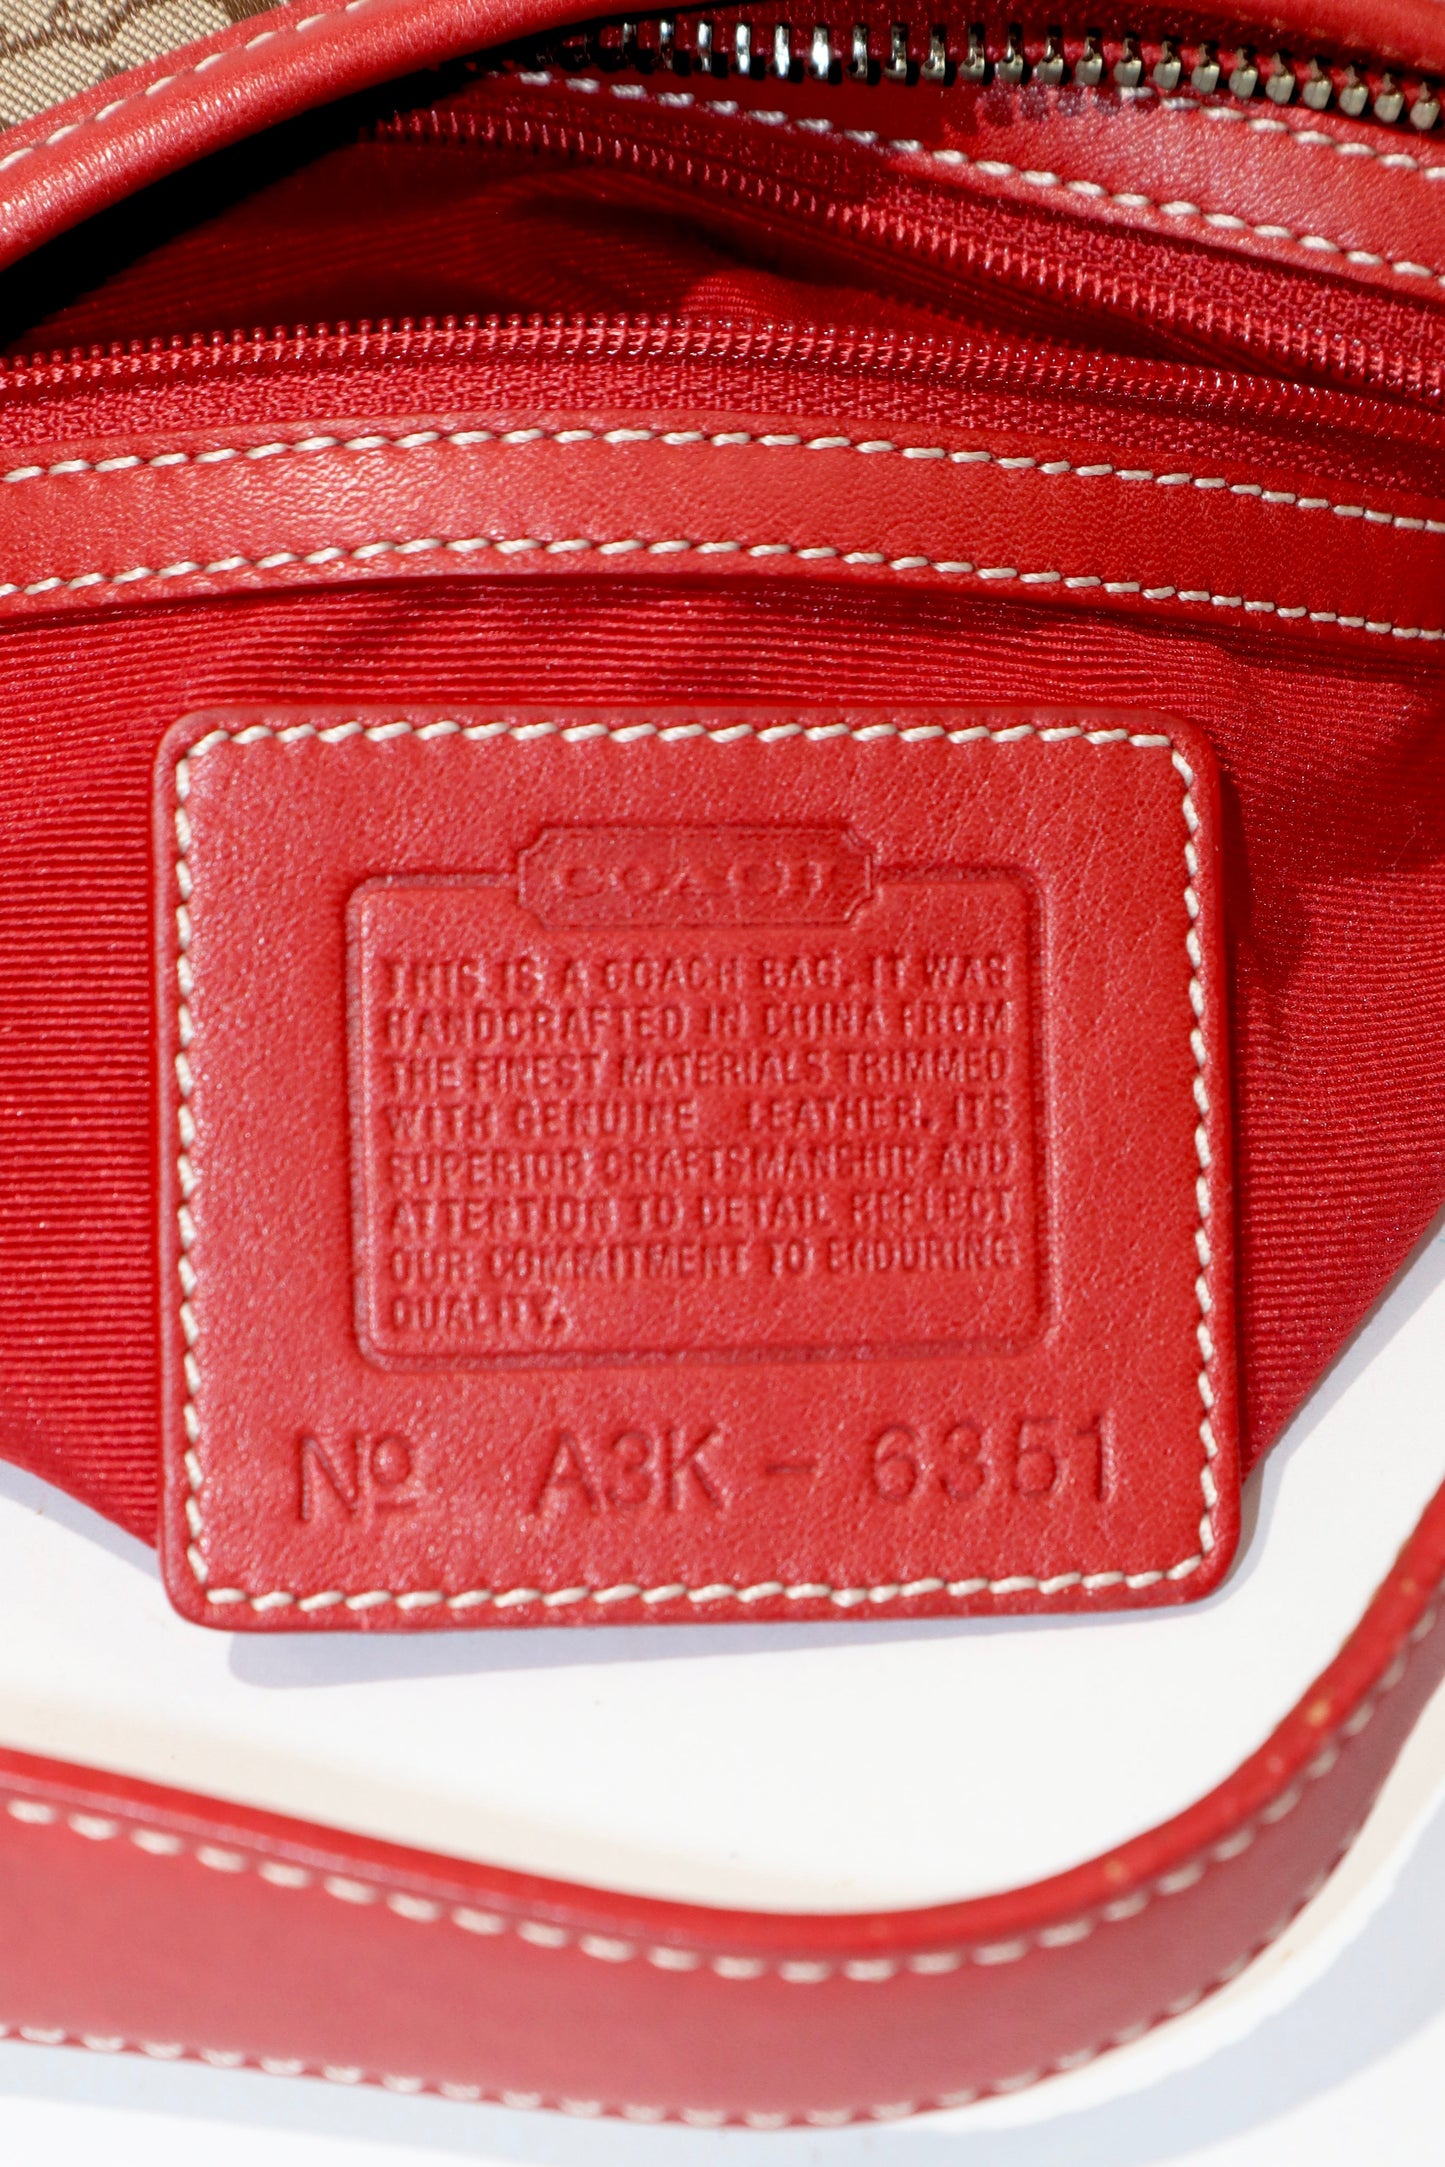 COACH
THIS IS A COACH BAG. IT WAS
HANDCRAFTED IN CHINA FROM
THE FINEST MATERIALS TRIMMED
WITH GENUINE LEATHER. ITS
SUPERIOR CRAFTSMANSHIP AND
ATTENTION TO DETAIL REFLECT
OUR COMMITMENT TO ENDURING
QUALITY.
Nº A3K - 6351